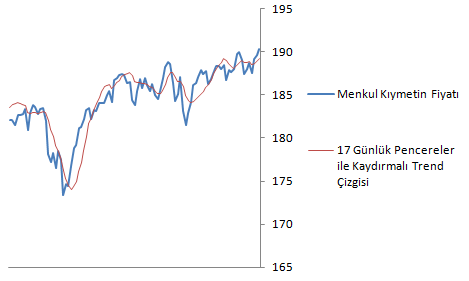 195
190
185
180
175
170
165
Menkul Kıymetin Fiyatı
17 Günlük Pencereler
ile Kaydırmalı Trend
Çizgisi